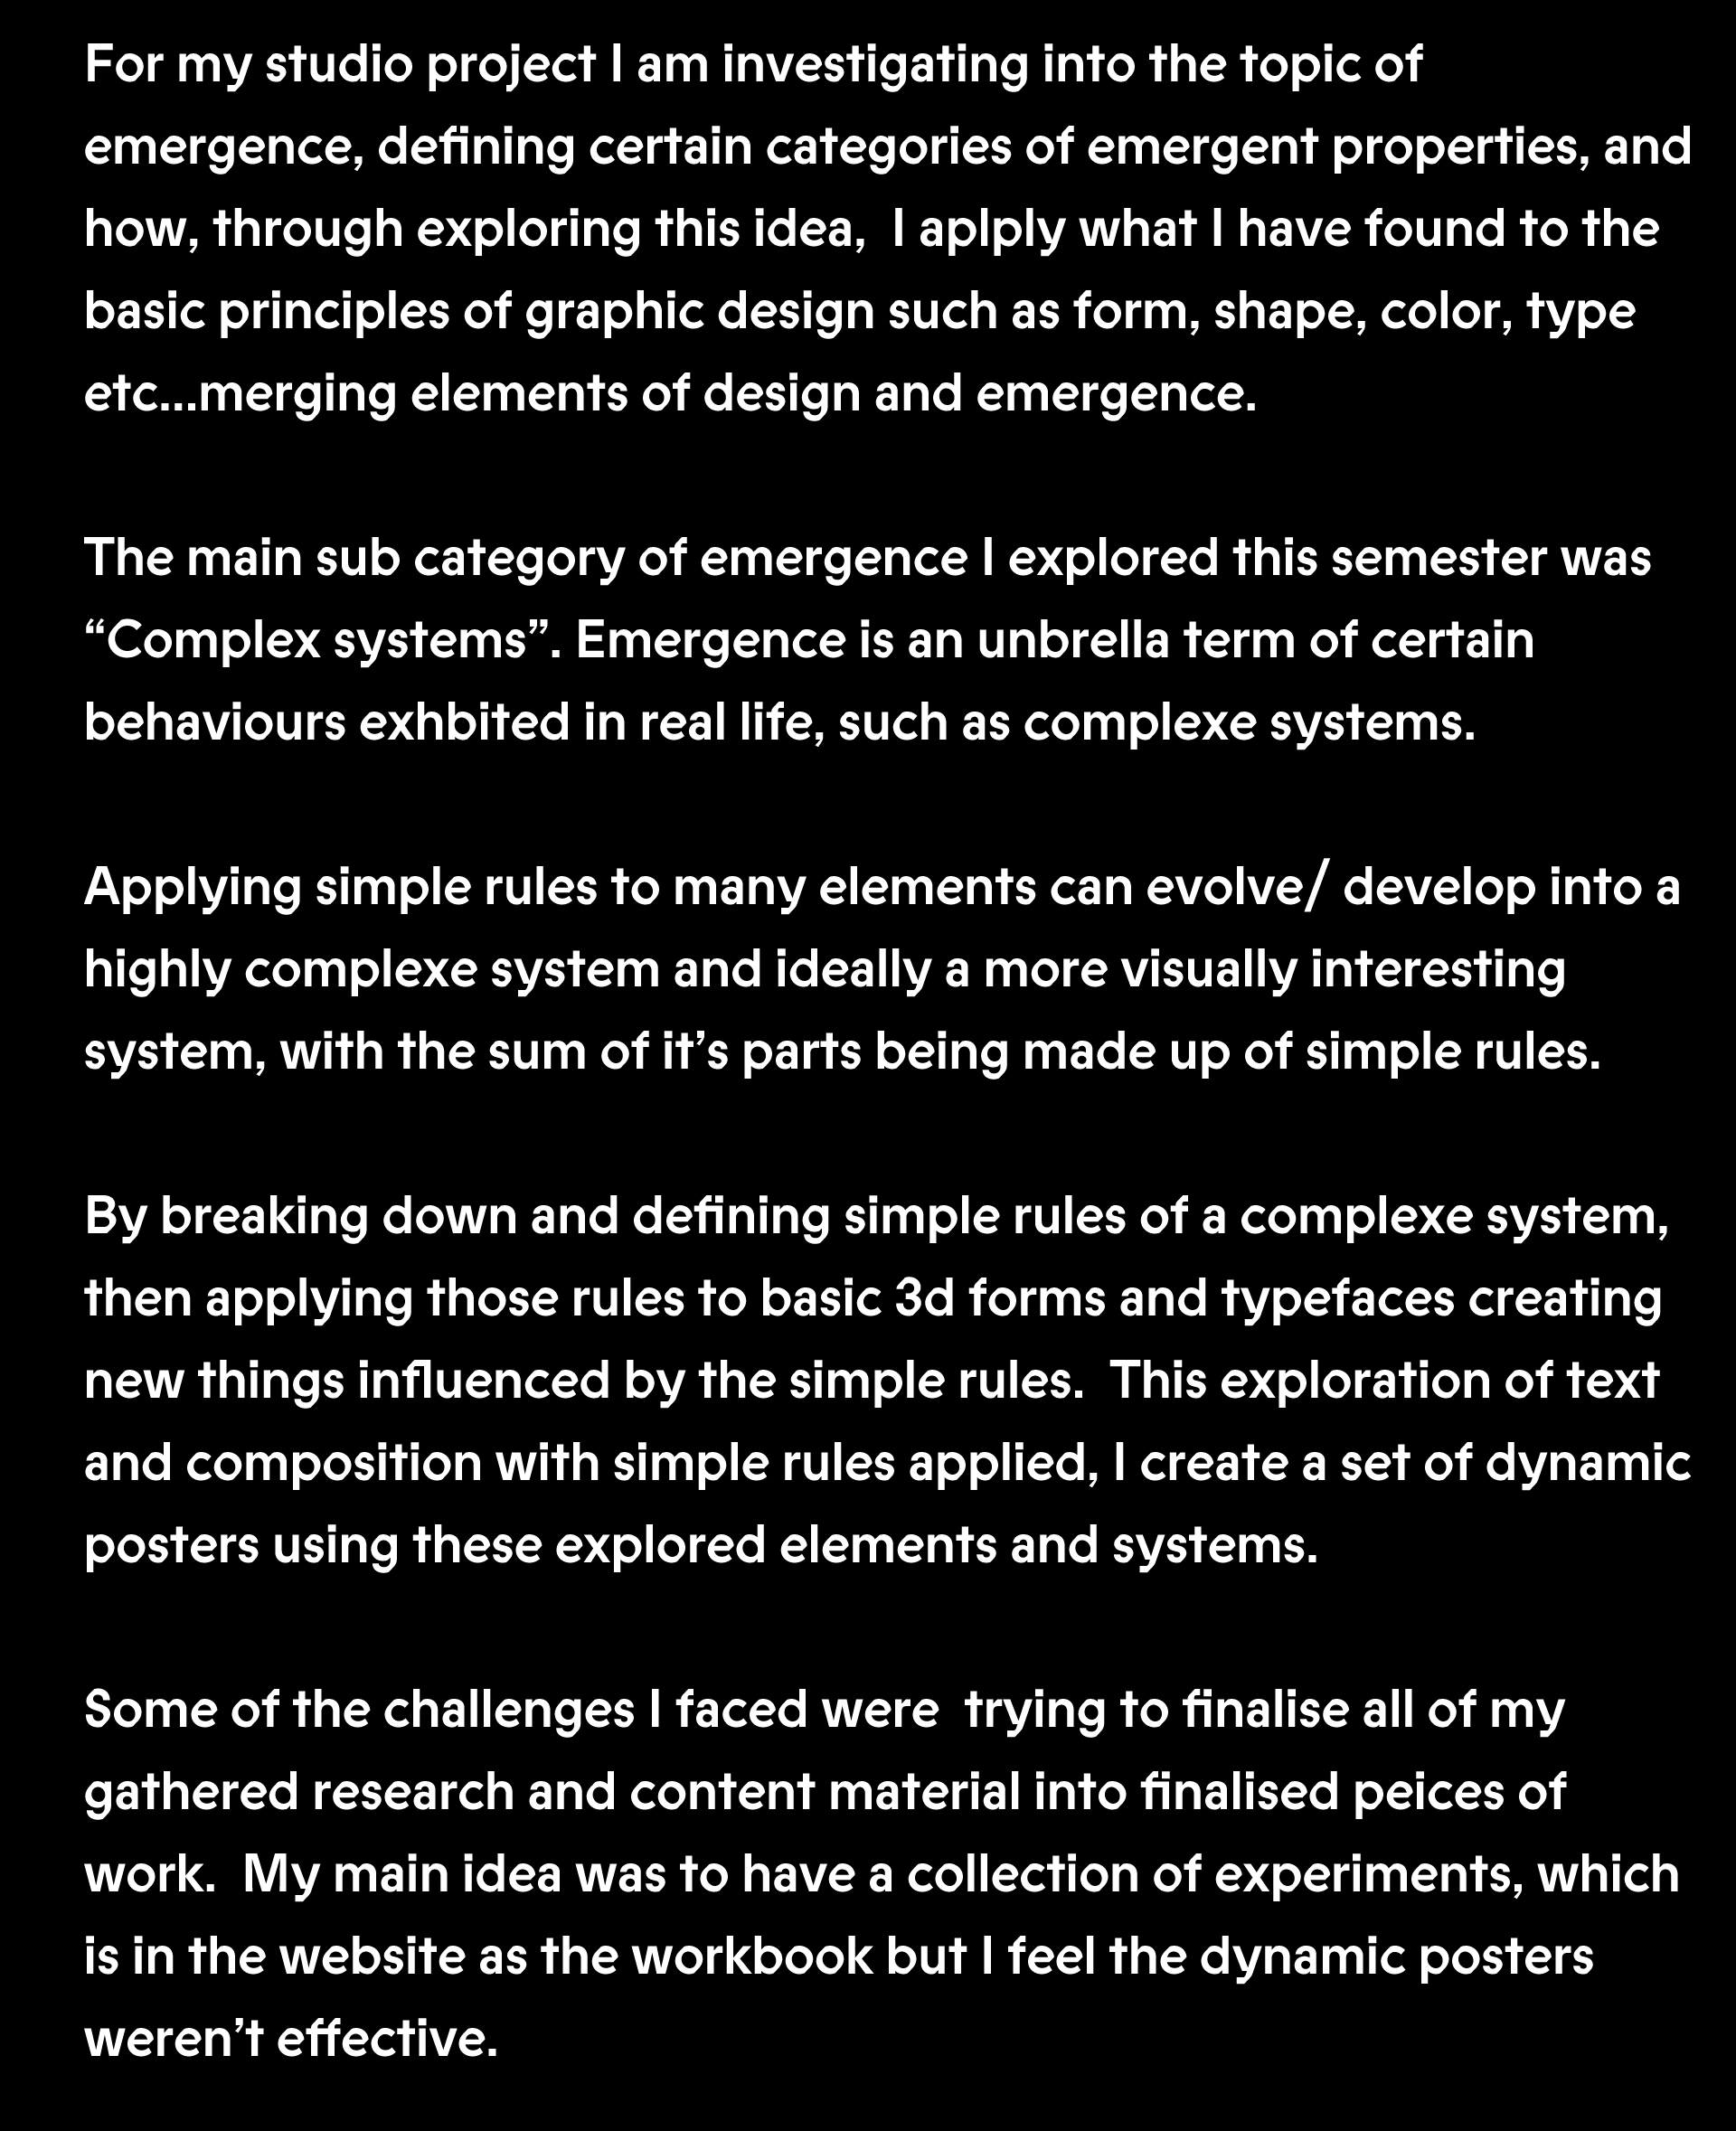 For my studio project I am investigating into the topic of
emergence, defining certain categories of emergent properties, and
how, through exploring this idea,  I aplply what I have found to the
basic principles of graphic design such as form, shape, color, type
etc...merging elements of design and emergence.
The main sub category of emergence I explored this semester was
“Complex systems”. Emergence is an unbrella term of certain
behaviours exhbited in real life, such as complexe systems.
Applying simple rules to many elements can evolve/ develop into a
highly complexe system and ideally a more visually interesting
system, with the sum of it’s parts being made up of simple rules.
By breaking down and defining simple rules of a complexe system,
then applying those rules to basic 3d forms and typefaces creating
new things influenced by the simple rules.  This exploration of text
and composition with simple rules applied, I create a set of dynamic
posters using these explored elements and systems.
Some of the challenges I faced were  trying to finalise all of my
gathered research and content material into finalised peices of
work.  My main idea was to have a collection of experiments, which
is in the website as the workbook but I feel the dynamic posters
weren’t effective.